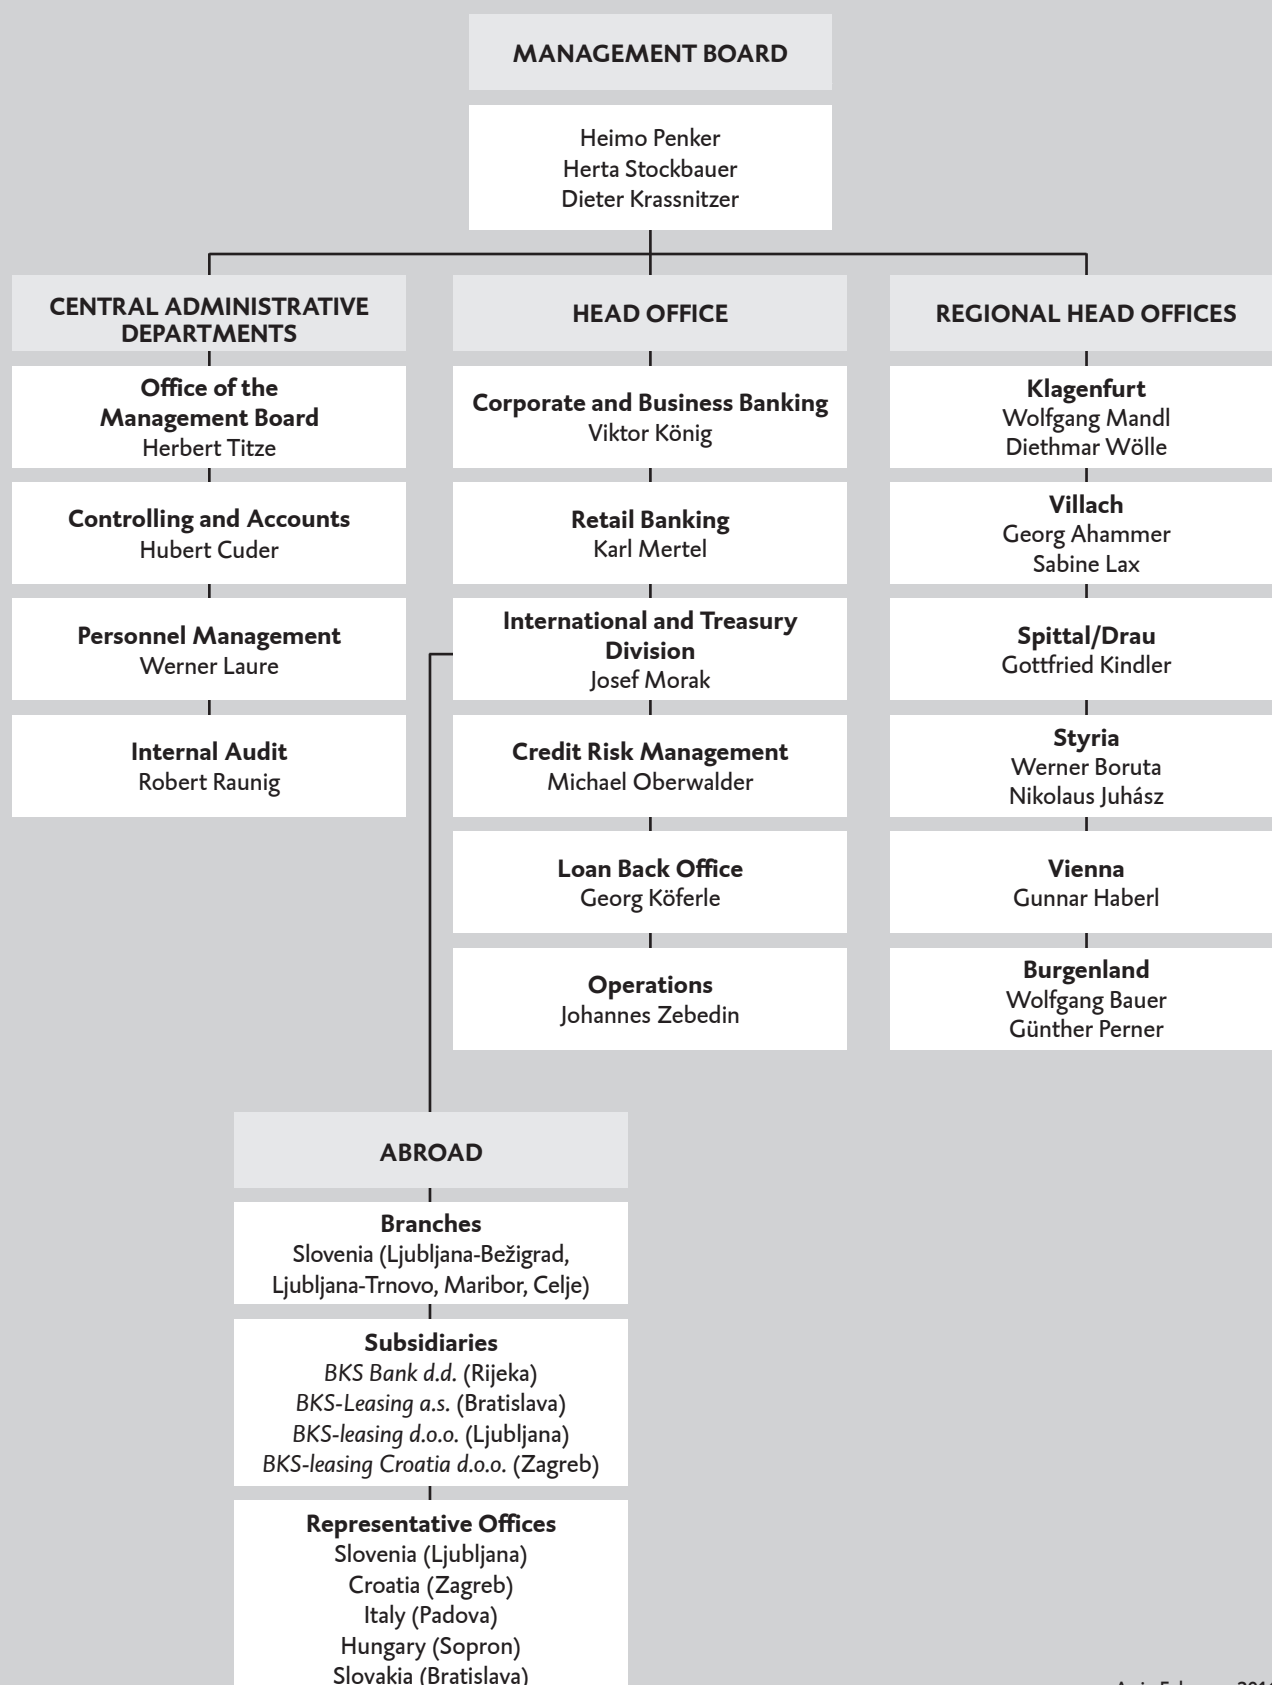 MANAGEMENT BOARD
Heimo Penker
Herta Stockbauer
Dieter Krassnitzer
CENTRAL ADMINISTRATIVE
DEPARTMENTS
Office of the
Management Board
Herbert Titze
Controlling and Accounts
Hubert Cuder
Personnel Management
Werner Laure
Internal Audit
Robert Raunig
HEAD OFFICE
Corporate and Business Banking
Viktor König
Retail Banking
Karl Mertel
International and Treasury
Division
Josef Morak
Credit Risk Management
Michael Oberwalder
Loan Back Office
Georg Köferle
Operations
Johannes Zebedin
REGIONAL HEAD OFFICES
Klagenfurt
Wolfgang Mandl
Diethmar Wölle
Villach
Georg Ahammer
Sabine Lax
Spittal/Drau
Gottfried Kindler
Styria
Werner Boruta
Nikolaus Juhász
Vienna
Gunnar Haberl
Burgenland
Wolfgang Bauer
Günther Perner
ABROAD
Branches
Slovenia (Ljubljana-Bežigrad,
Ljubljana-Trnovo, Maribor, Celje)
Subsidiaries
BKS Bank d.d. (Rijeka)
BKS-Leasing a.s. (Bratislava)
BKS-leasing d.o.o. (Ljubljana)
BKS-leasing Croatia d.o.o. (Zagreb)
Representative Offices
Slovenia (Ljubljana)
Croatia (Zagreb)
Italy (Padova)
Hungary (Sopron)
Slovakia (Bratislava)